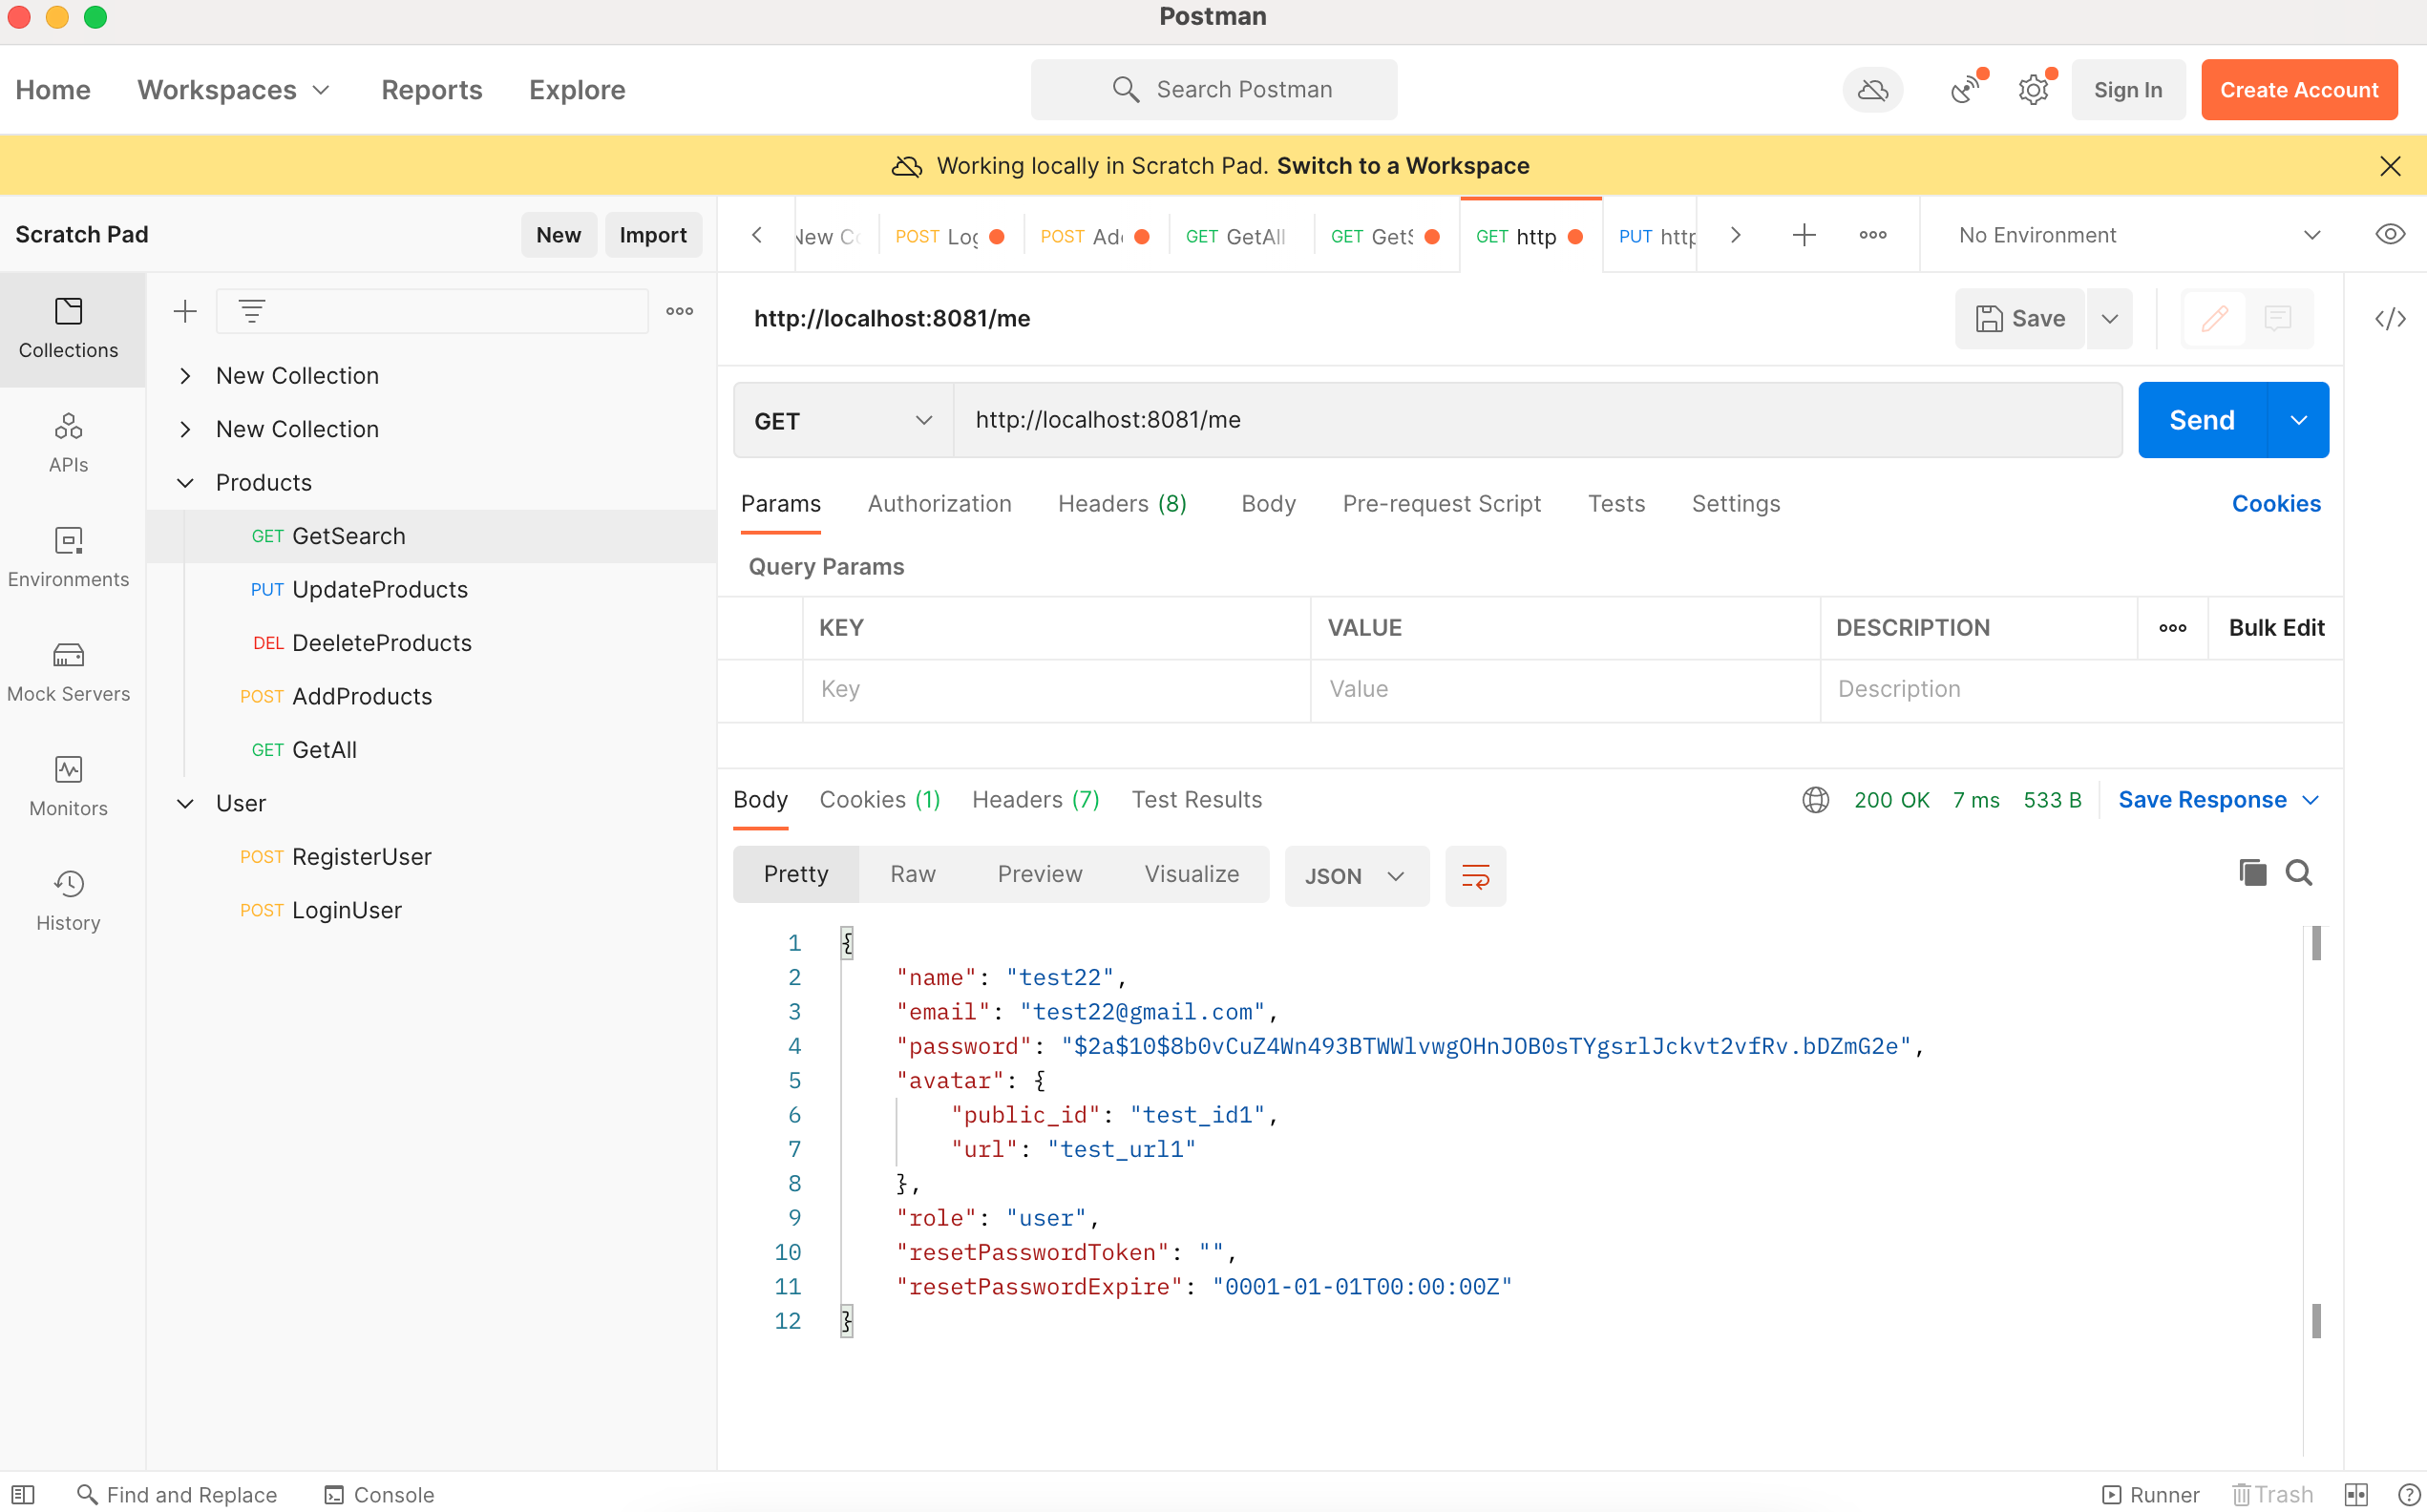 Postman
Home Workspaces Reports Explore Search Postman Sign In Create Account
Working locally in Scratch Pad. Switch to a Workspace
Scratch Pad New Import New Co POST Log POST Ad GET GetAll GET GetS GET http PUT http No Environment
Collections
APIs
Environments
Mock Servers
Monitors
History
New Collection
New Collection
Products
GET GetSearch
PUT UpdateProducts
DEL DeeleteProducts
POST AddProducts
GET GetAll
User
POST RegisterUser
POST LoginUser
http://localhost:8081/me Save
GET http://localhost:8081/me Send
Params Authorization Headers (8) Body Pre-request Script Tests Settings Cookies
Query Params
KEY VALUE DESCRIPTION Bulk Edit
Key Value Description
Body Cookies (1) Headers (7) Test Results 200 OK 7 ms 533 B Save Response
Pretty Raw Preview Visualize JSON
1 {
2 "name": "test22",
3 "email": "test22@gmail.com",
4 "password": "$2a$10$8b0vCuZ4Wn493BTWWlvwgOHnJOB0sTYgsrlJckvt2vfRv.bDZmG2e",
5 "avatar": {
6 "public_id": "test_id1",
7 "url": "test_url1"
8 },
9 "role": "user",
10 "resetPasswordToken": "",
11 "resetPasswordExpire": "0001-01-01T00:00:00Z"
12 }
Find and Replace Console Runner Trash